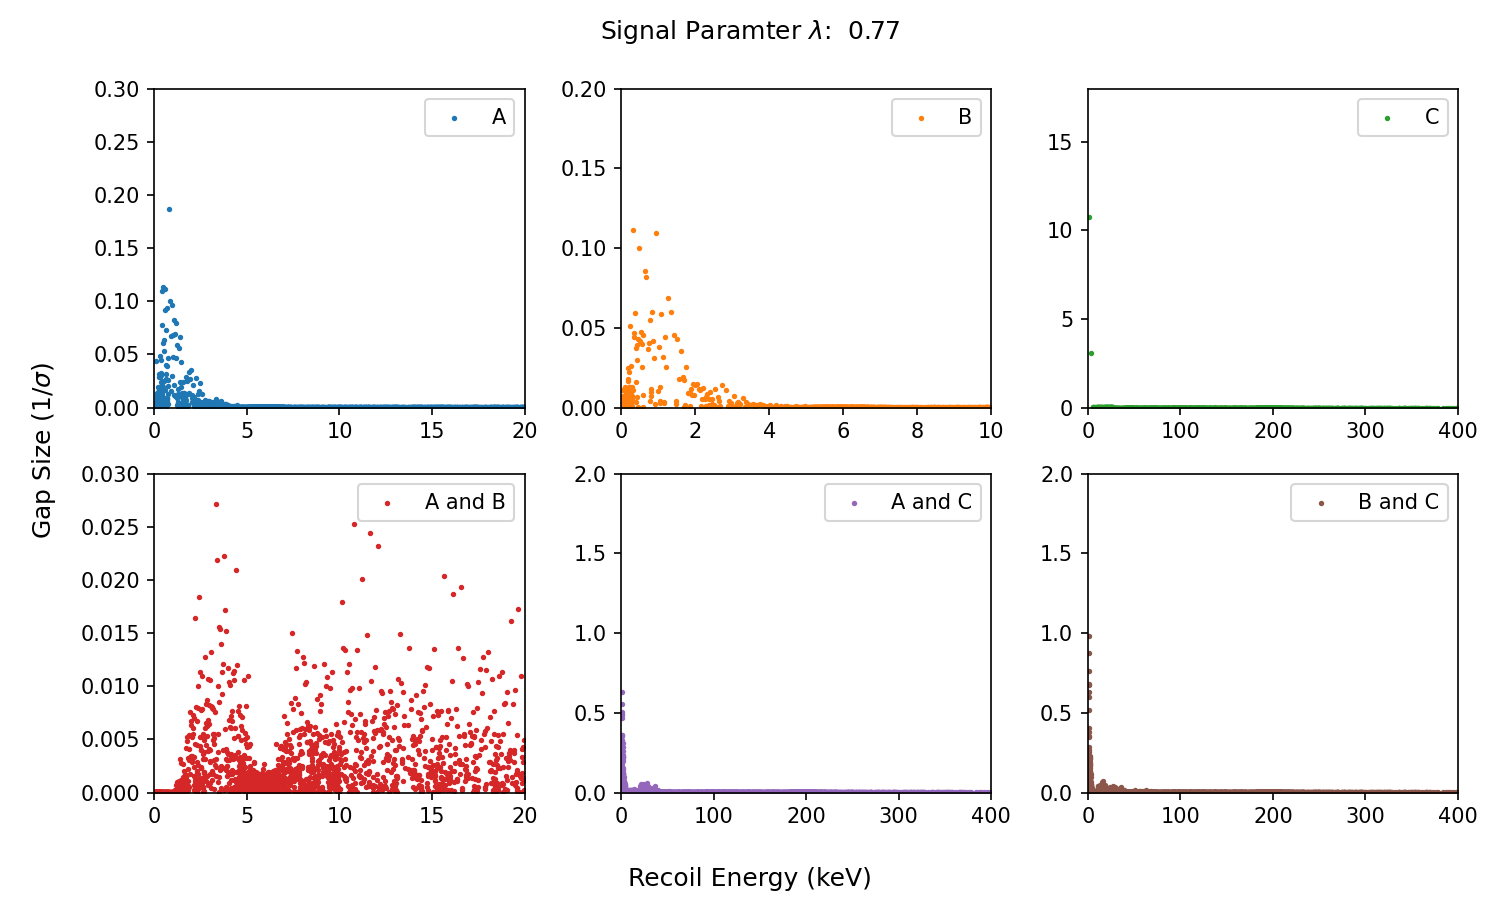 Signal Paramter λ:  0.77
Gap Size (1/σ)
0.30
0.25
0.20
0.15
0.10
0.05
0.00
0 5 10 15 20
A
0.20
0.15
0.10
0.05
0.00
0 2 4 6 8 10
B
15
10
5
0
0 100 200 300 400
C
0.030
0.025
0.020
0.015
0.010
0.005
0.000
0 5 10 15 20
A and B
2.0
1.5
1.0
0.5
0.0
0 100 200 300 400
A and C
2.0
1.5
1.0
0.5
0.0
0 100 200 300 400
B and C
Recoil Energy (keV)